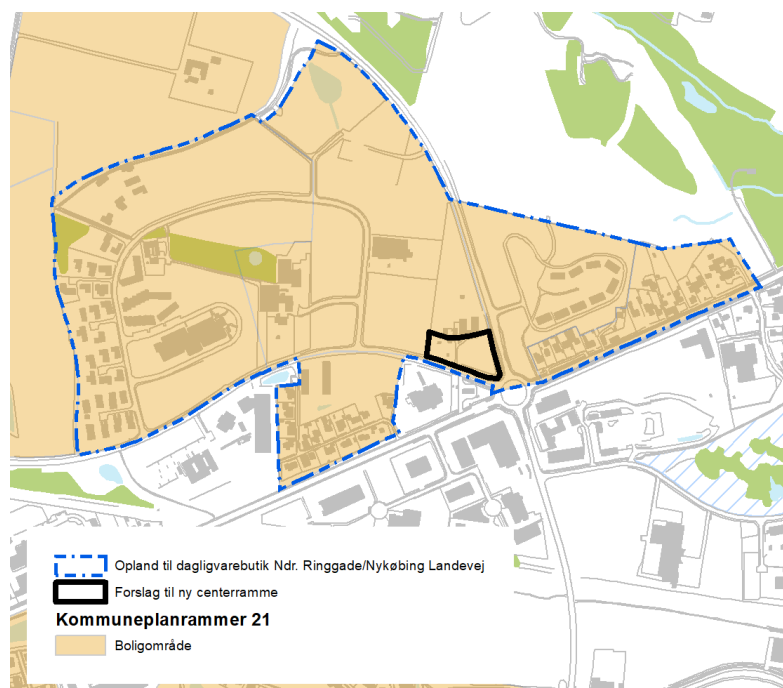 Opland til dagligvarebutik Ndr. Ringgade/Nykøbing Landevej
Forslag til ny centerramme
Kommuneplanrammer 21
Boligområde